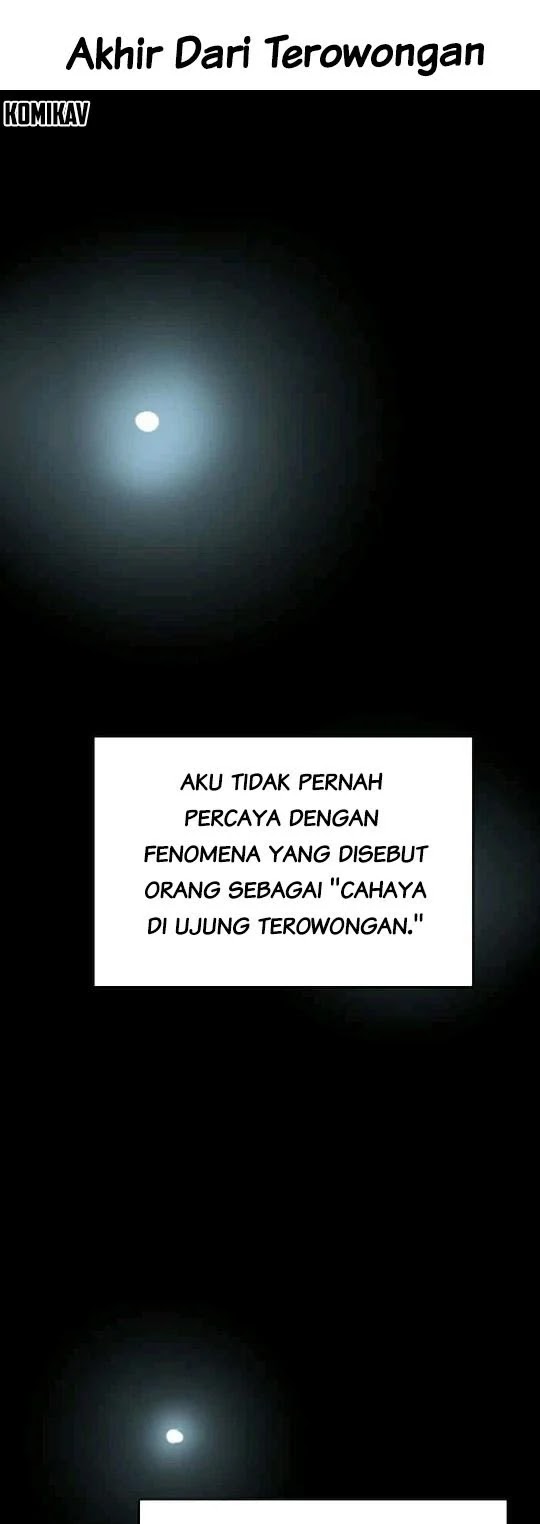 Akhir Dari Terowongan
KOMIKAV
AKU TIDAK PERNAH
PERCAYA DENGAN
FENOMENA YANG DISEBUT
ORANG SEBAGAI "CAHAYA
DI UJUNG TEROWONGAN."